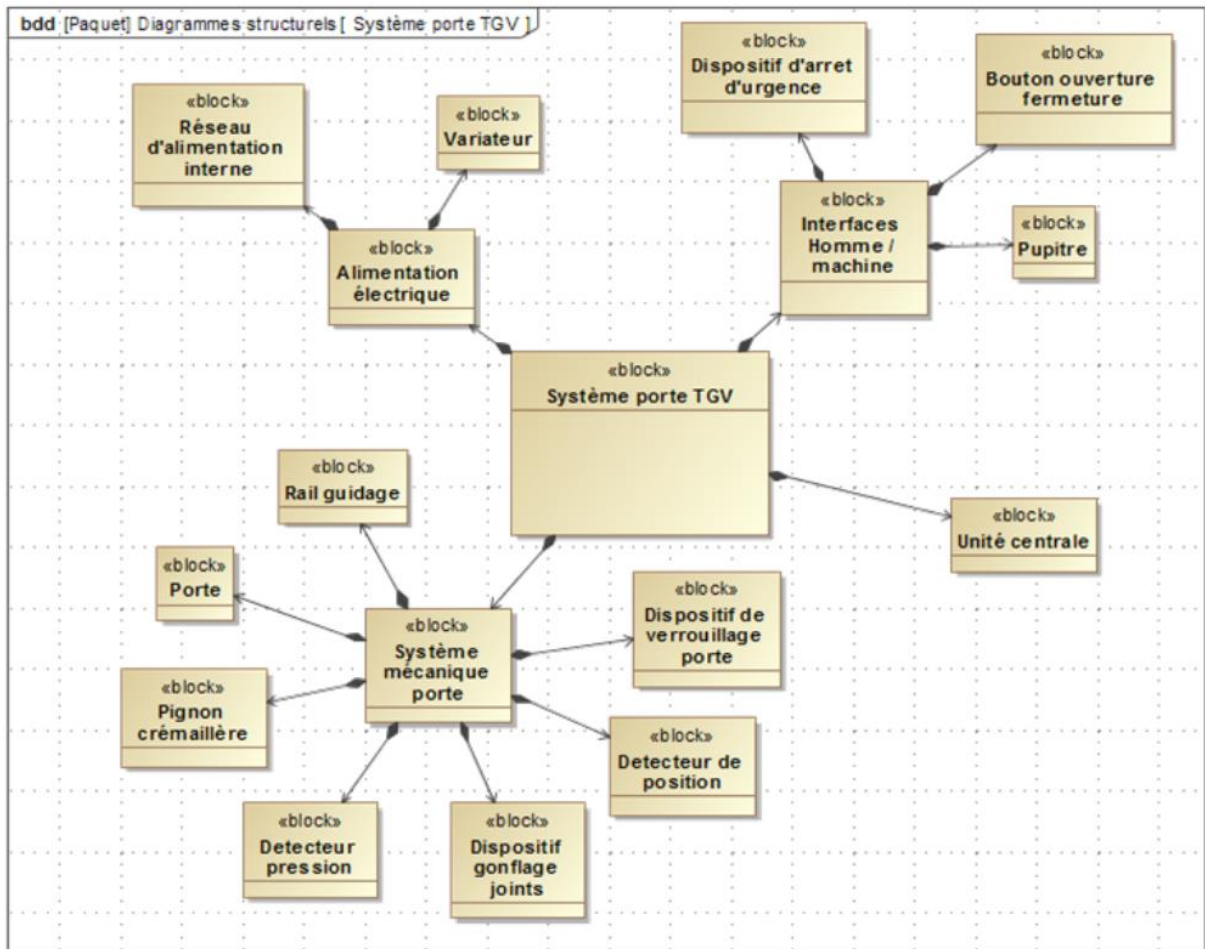 bdd [Paquet] Diagrammes structurels [ Système porte TGV ]
«block»
Dispositif d'arret
d'urgence
«block»
Bouton ouverture
fermeture
«block»
Réseau
d'alimentation
interne
«block»
Variateur
«block»
Interfaces
Homme /
machine
«block»
Pupitre
«block»
Alimentation
électrique
«block»
Système porte TGV
«block»
Rail guidage
«block»
Unité centrale
«block»
Porte
«block»
Dispositif de
verrouillage
porte
«block»
Système
mécanique
porte
«block»
Pignon
crémaillère
«block»
Detecteur de
position
«block»
Detecteur
pression
«block»
Dispositif
gonflage
joints